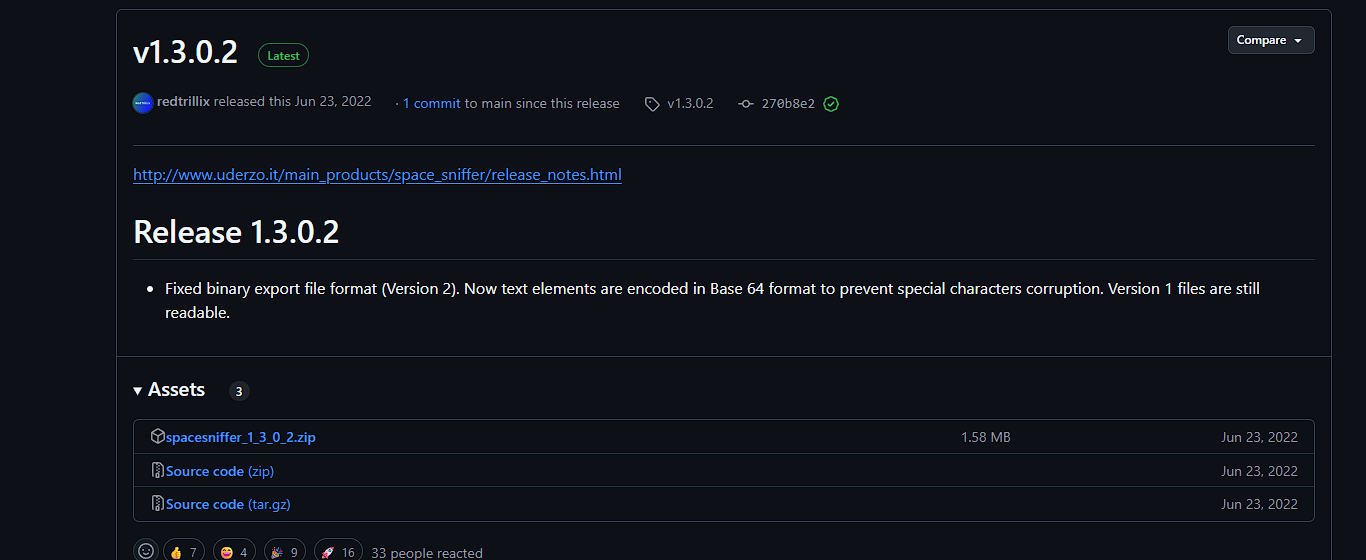 v1.3.0.2 Latest Compare
redtrillix released this Jun 23, 2022 · 1 commit to main since this release v1.3.0.2 270b8e2
http://www.uderzo.it/main_products/space_sniffer/release_notes.html
Release 1.3.0.2
• Fixed binary export file format (Version 2). Now text elements are encoded in Base 64 format to prevent special characters corruption. Version 1 files are still
readable.
Assets 3
spacesniffer_1_3_0_2.zip 1.58 MB Jun 23, 2022
Source code (zip) Jun 23, 2022
Source code (tar.gz) Jun 23, 2022
👍 7 😄 4 🎉 9 🚀 16 33 people reacted